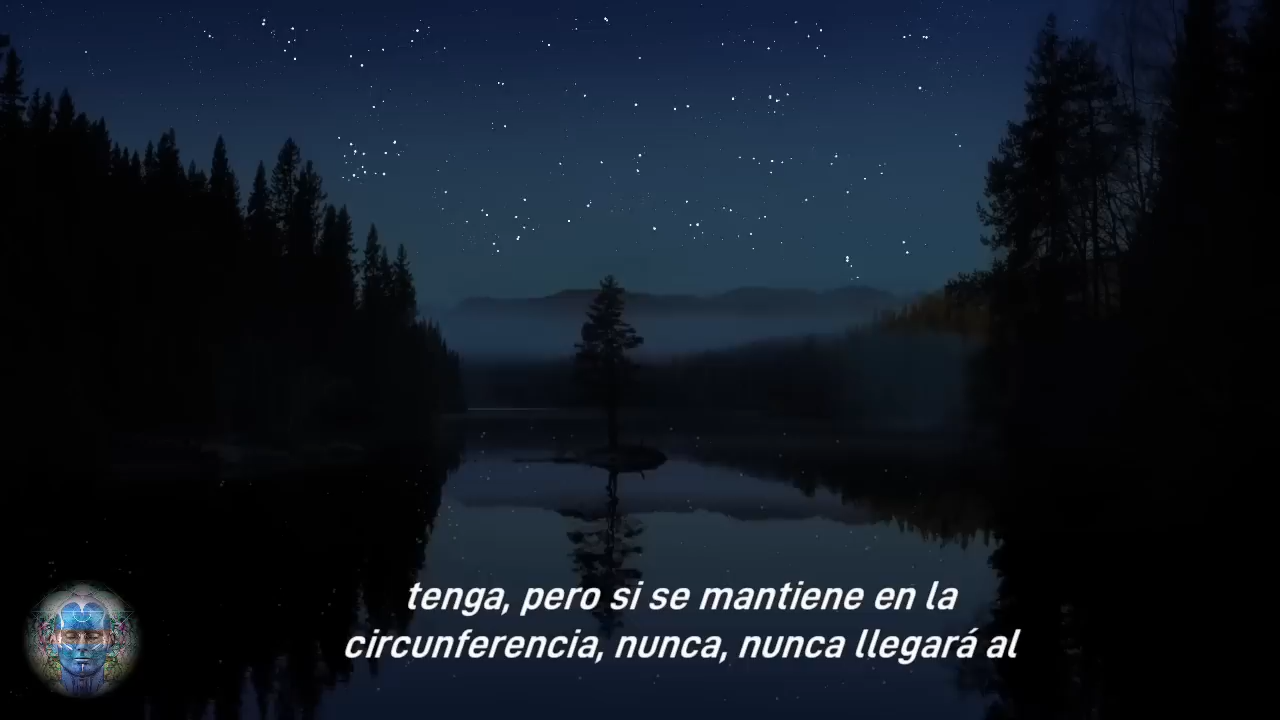 tenga, pero si se mantiene en la
circunferencia, nunca, nunca llegará al